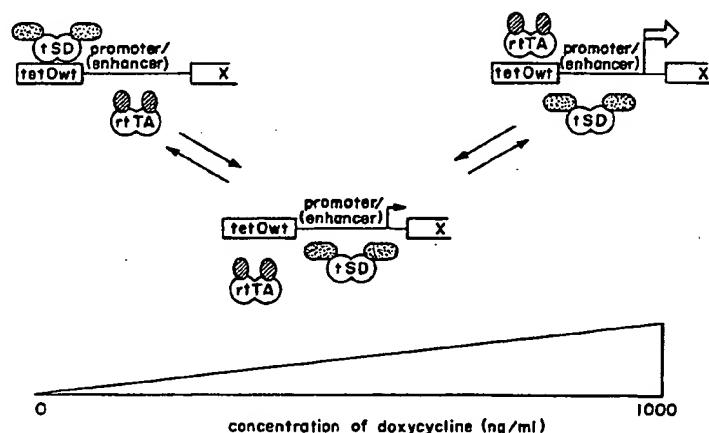 tSD
promoter/
(enhancer)
tetOwt
X
rtTA
rtTA
promoter/
(enhancer)
tetOwt
X
tSD
promoter/
(enhancer)
tetOwt
X
tSD
rtTA
0
1000
concentration of doxycycline (ng/ml)